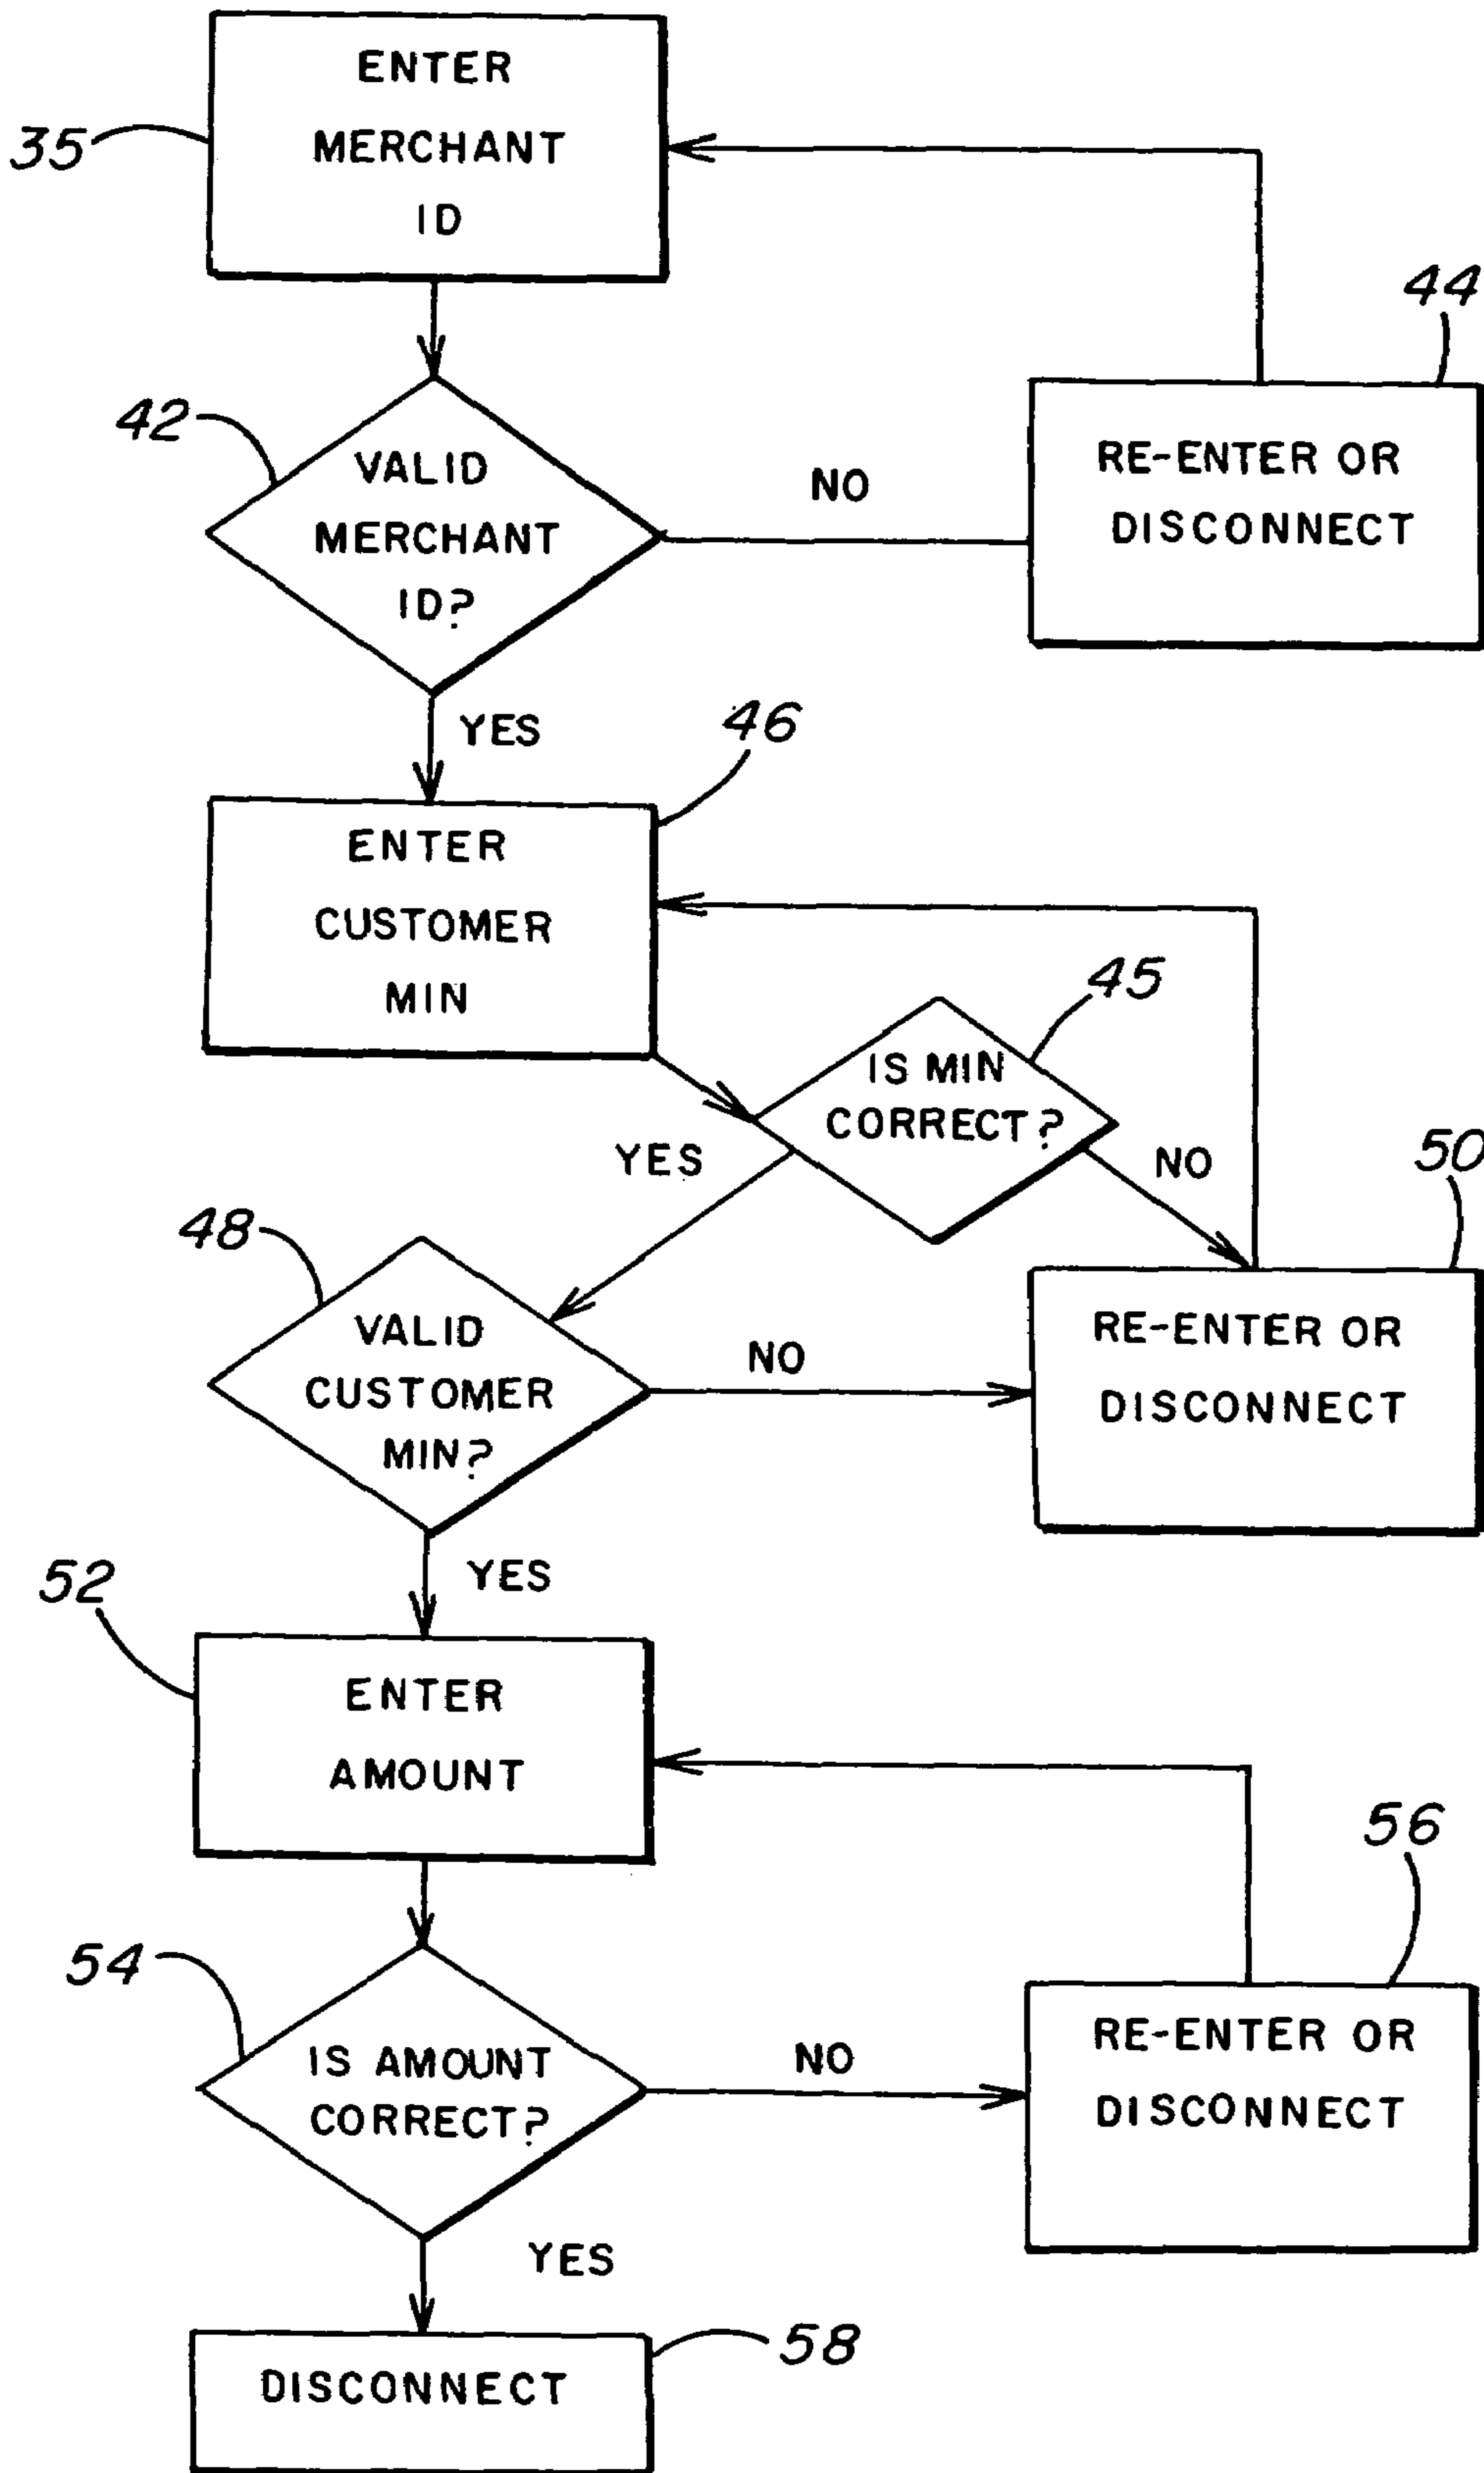 ENTER
MERCHANT
ID
35
44
42
VALID
MERCHANT
ID?
NO
RE-ENTER OR
DISCONNECT
YES
46
ENTER
CUSTOMER
MIN
45
IS MIN
CORRECT?
YES
NO
50
48
VALID
CUSTOMER
MIN?
NO
RE-ENTER OR
DISCONNECT
YES
52
ENTER
AMOUNT
56
54
IS AMOUNT
CORRECT?
NO
RE-ENTER OR
DISCONNECT
YES
58
DISCONNECT